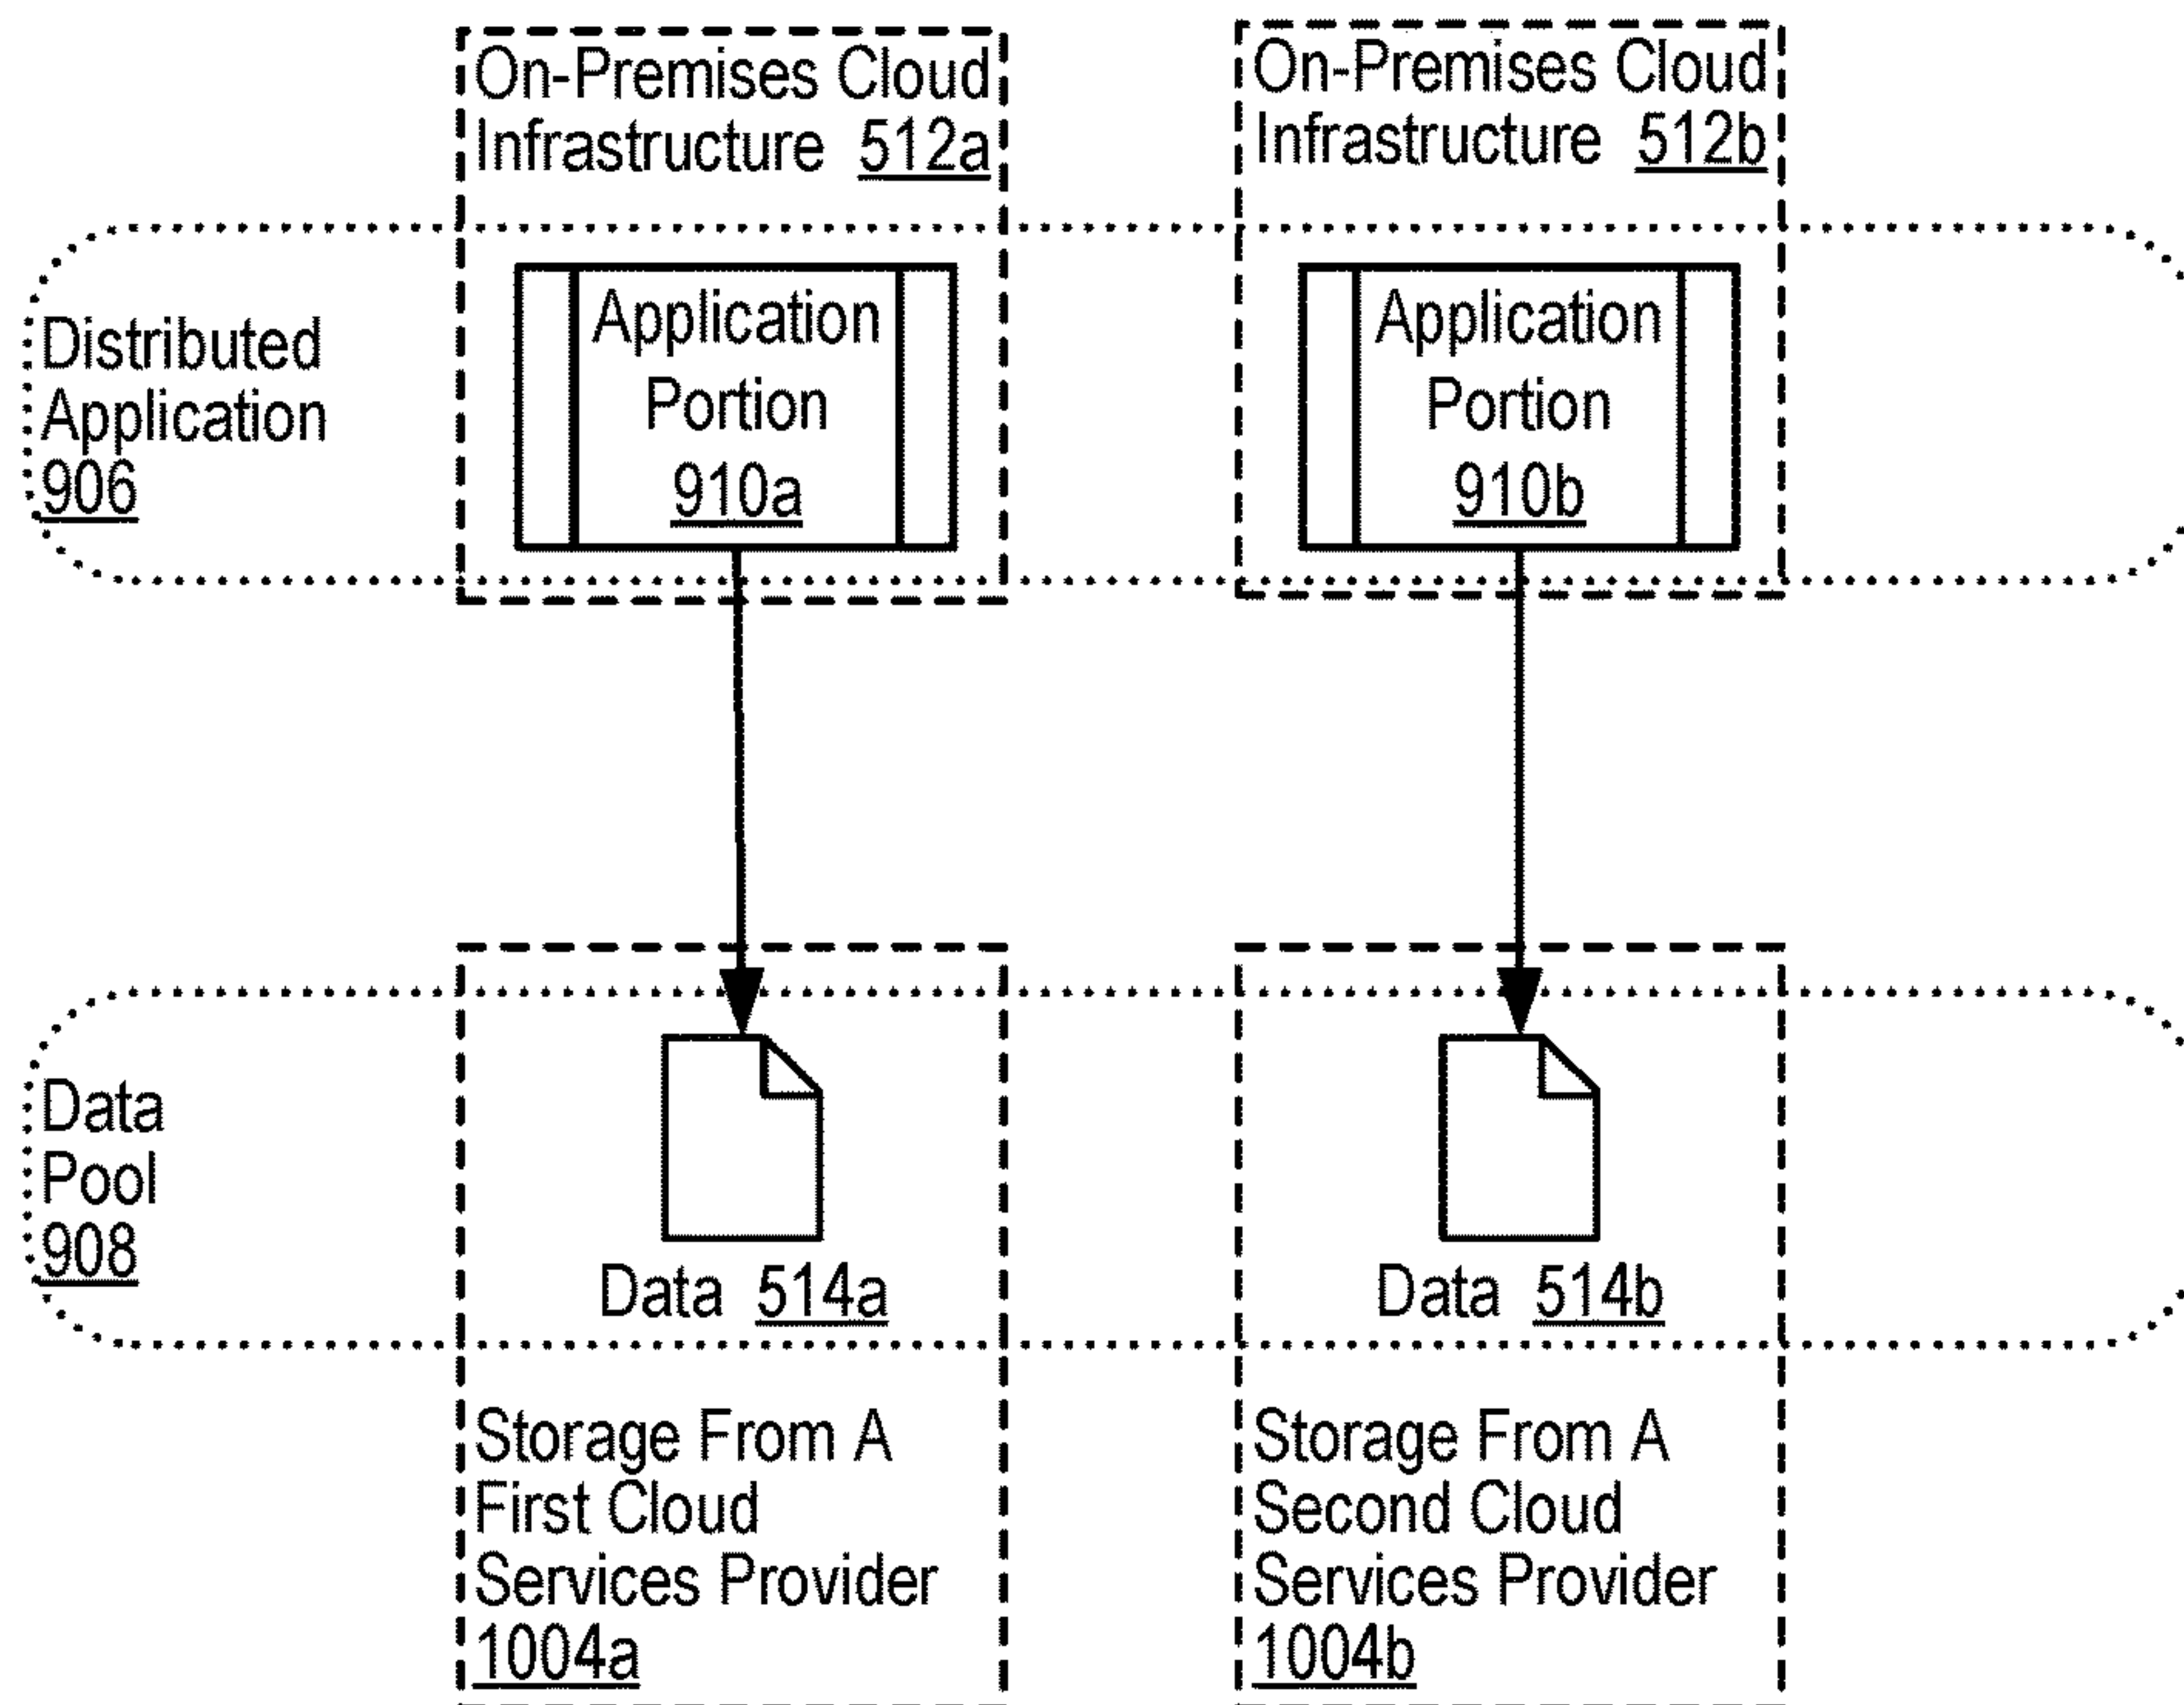 On-Premises Cloud
Infrastructure 512a
On-Premises Cloud
Infrastructure 512b
Distributed
Application
906
Application
Portion
910a
Application
Portion
910b
Data
Pool
908
Data 514a
Data 514b
Storage From A
First Cloud
Services Provider
1004a
Storage From A
Second Cloud
Services Provider
1004b